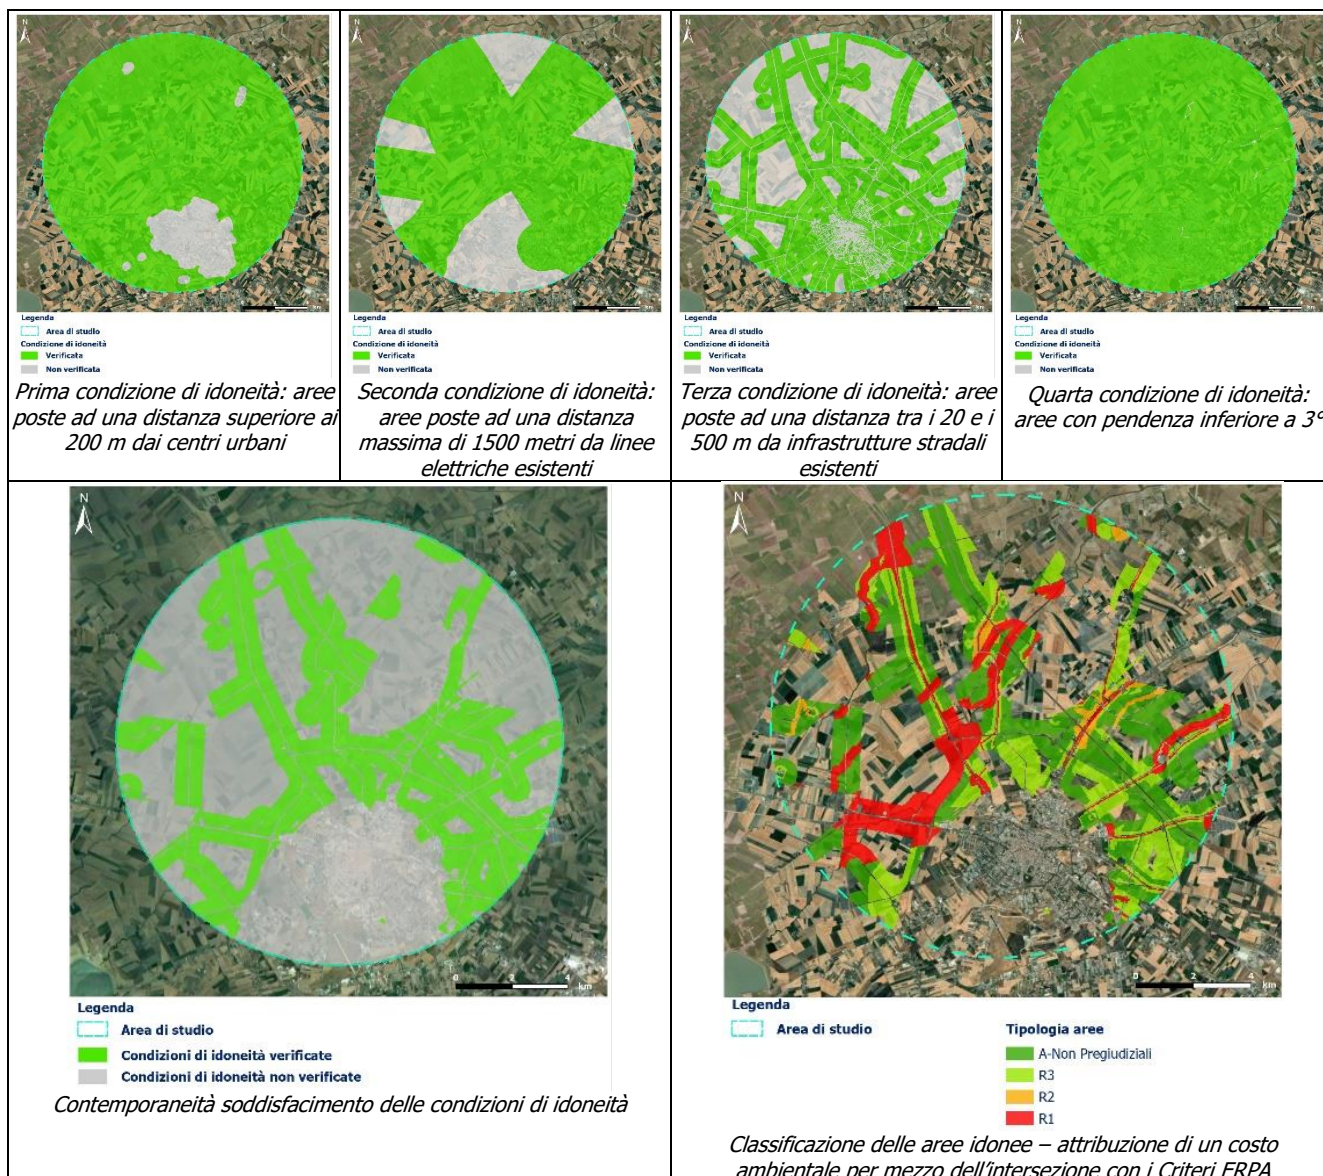 N
N
N
N
km
km
km
km
Legenda
Area di studio
Condizione di idoneità
Verificata
Non verificata
Legenda
Area di studio
Condizione di idoneità
Verificata
Non verificata
Legenda
Area di studio
Condizione di idoneità
Verificata
Non verificata
Legenda
Area di studio
Condizione di idoneità
Verificata
Non verificata
Prima condizione di idoneità: aree
poste ad una distanza superiore ai
200 m dai centri urbani
Seconda condizione di idoneità:
aree poste ad una distanza
massima di 1500 metri da linee
elettriche esistenti
Terza condizione di idoneità: aree
poste ad una distanza tra i 20 e i
500 m da infrastrutture stradali
esistenti
Quarta condizione di idoneità:
aree con pendenza inferiore a 3°
N
0 2 4
km
Legenda
Area di studio
Condizioni di idoneità verificate
Condizioni di idoneità non verificate
Contemporaneità soddisfacimento delle condizioni di idoneità
N
0 2 4
km
Legenda
Area di studio
Tipologia aree
A-Non Pregiudiziali
R3
R2
R1
Classificazione delle aree idonee – attribuzione di un costo
ambientale per mezzo dell'intersezione con i Criteri ERPA